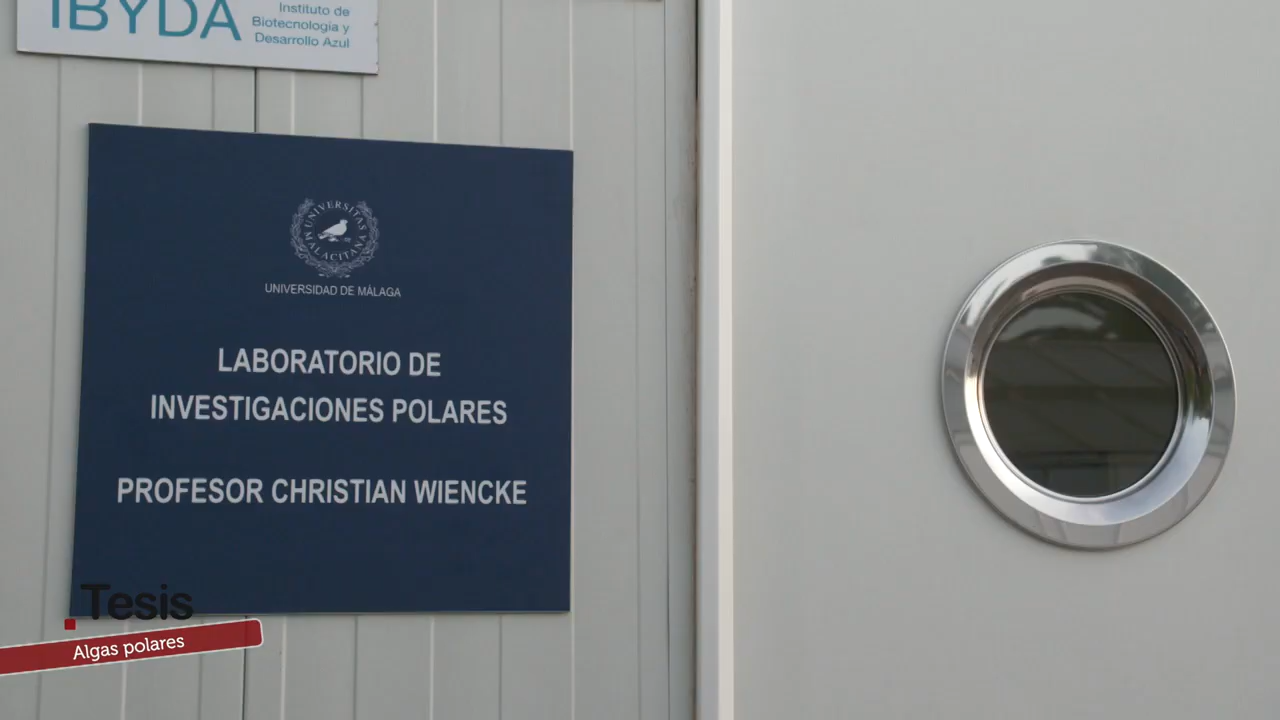 IBYDA
Instituto de
Biotecnología y
Desarrollo Azul
UNIVERSITAS
MALACITANA
UNIVERSIDAD DE MÁLAGA
LABORATORIO DE
INVESTIGACIONES POLARES
PROFESOR CHRISTIAN WIENCKE
Tesis
Algas polares